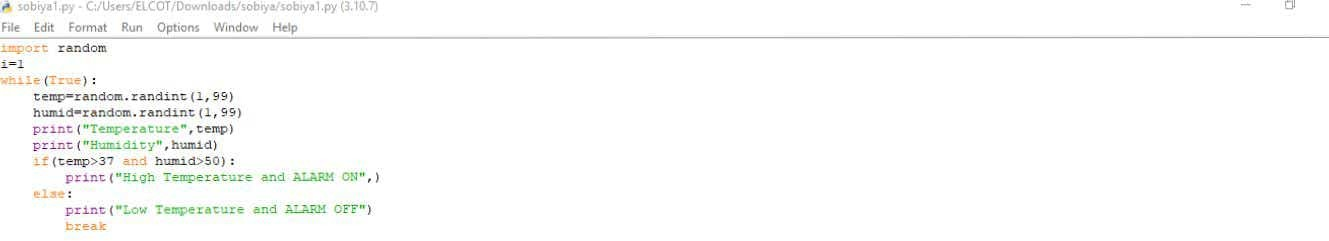 sobiya1.py - C:/Users/ELCOT/Downloads/sobiya/sobiya1.py (3.10.7)
File Edit Format Run Options Window Help
import random
i=1
while(True):
    temp=random.randint(1,99)
    humid=random.randint(1,99)
    print("Temperature",temp)
    print("Humidity",humid)
    if(temp>37 and humid>50):
        print("High Temperature and ALARM ON",)
    else:
        print("Low Temperature and ALARM OFF")
        break